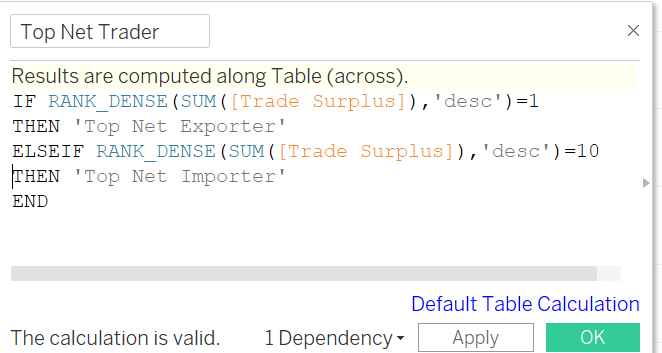 Top Net Trader
Results are computed along Table (across).
IF RANK_DENSE(SUM([Trade Surplus]),'desc')=1
THEN 'Top Net Exporter'
ELSEIF RANK_DENSE(SUM([Trade Surplus]),'desc')=10
THEN 'Top Net Importer'
END
Default Table Calculation
The calculation is valid. 1 Dependency Apply OK